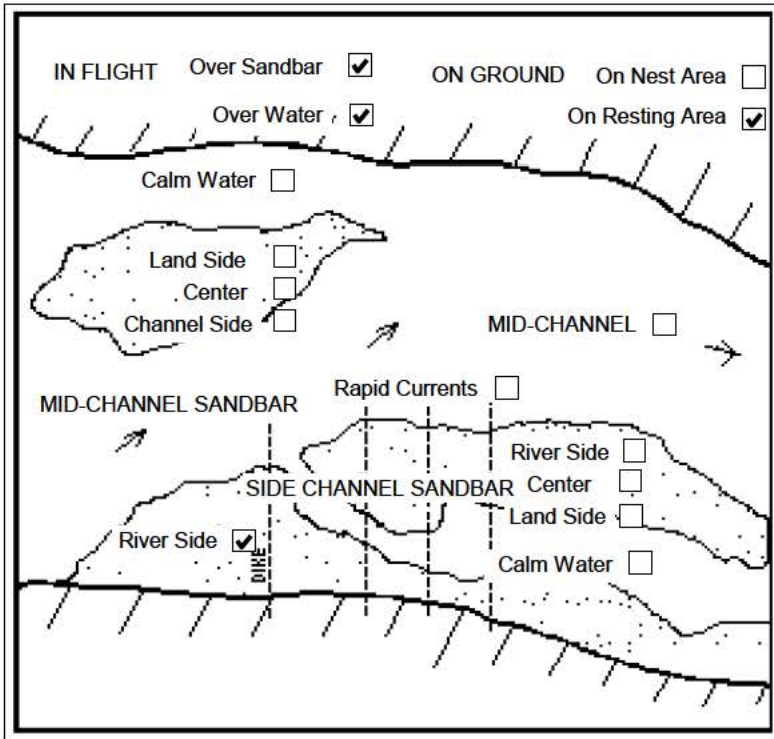 IN FLIGHT Over Sandbar ON GROUND On Nest Area
Over Water On Resting Area
Calm Water
Land Side
Center
Channel Side
MID-CHANNEL
Rapid Currents
MID-CHANNEL SANDBAR
River Side
SIDE CHANNEL SANDBAR Center
Land Side
River Side
DIKE
Calm Water